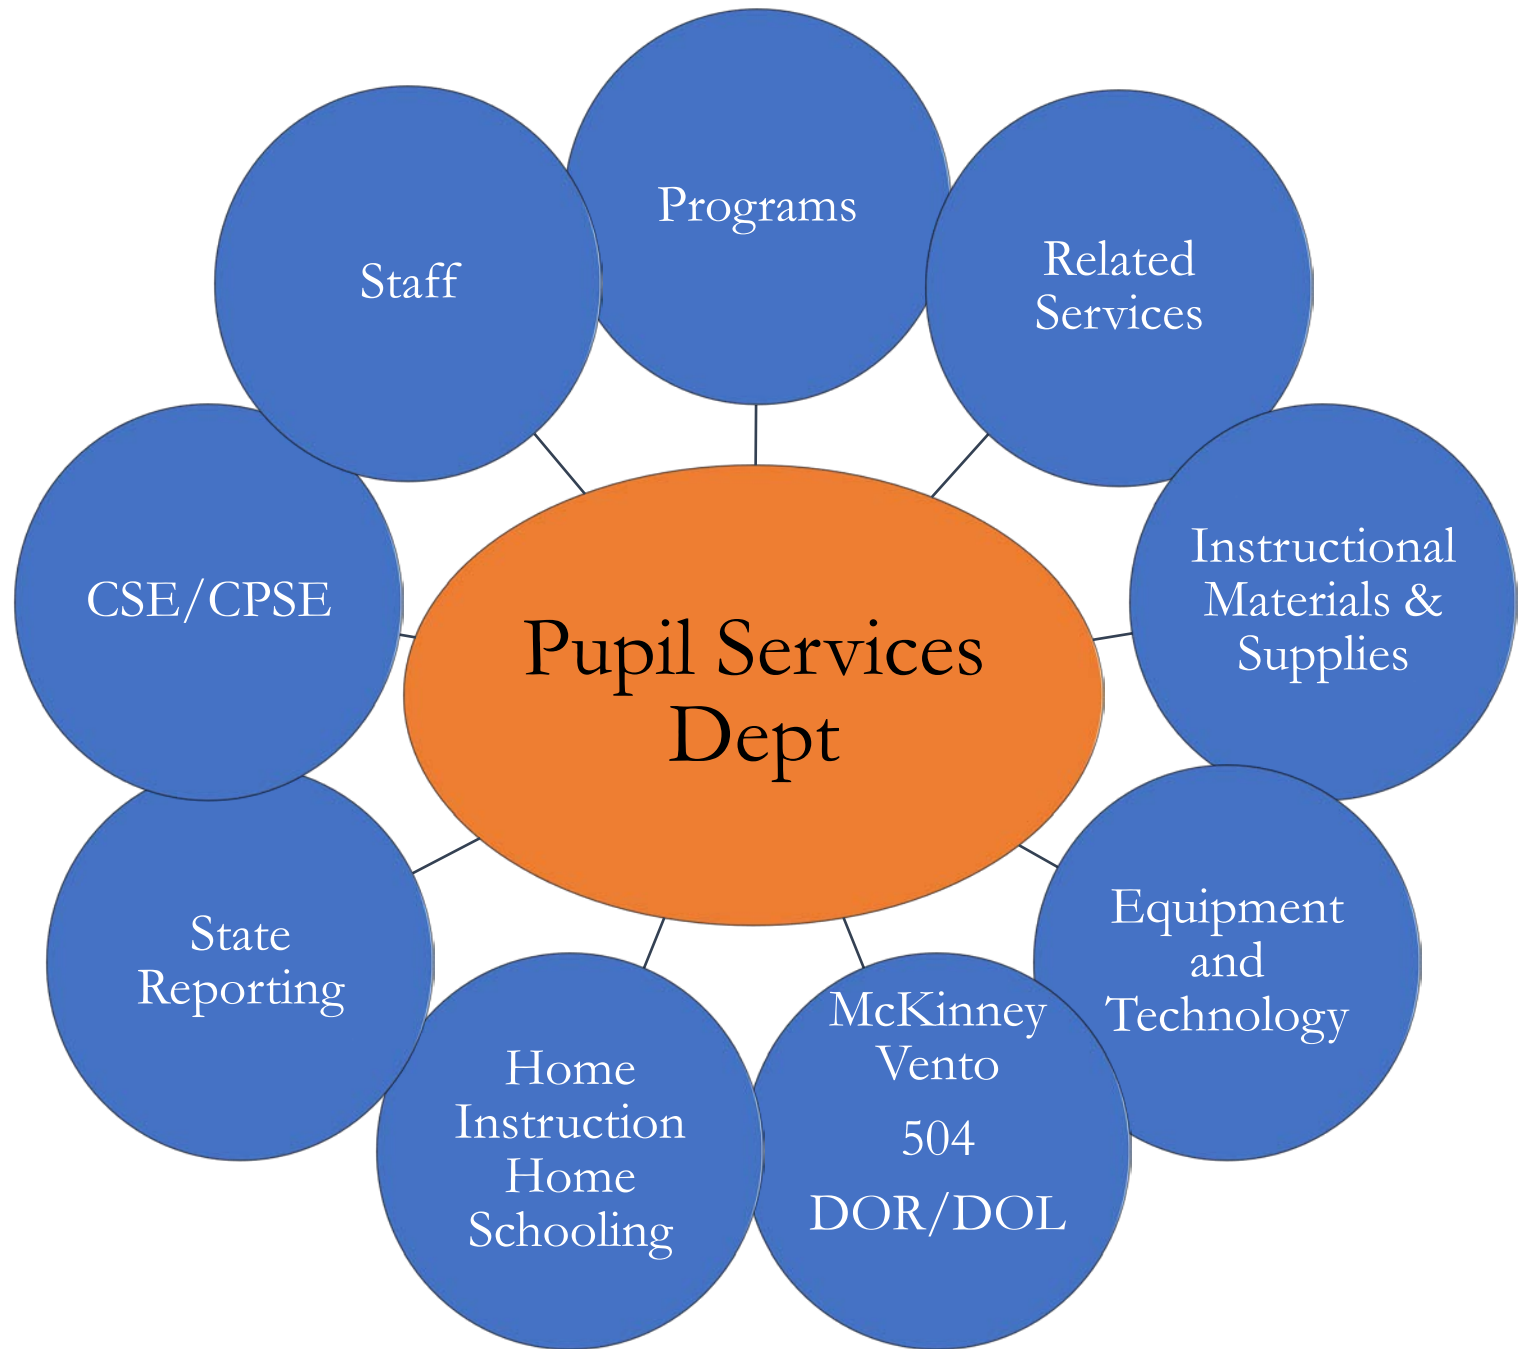 Programs
Staff
Related
Services
Instructional
Materials &
Supplies
CSE/CPSE
Pupil Services
Dept
Equipment
and
Technology
State
Reporting
McKinney
Vento
504
DOR/DOL
Home
Instruction
Home
Schooling